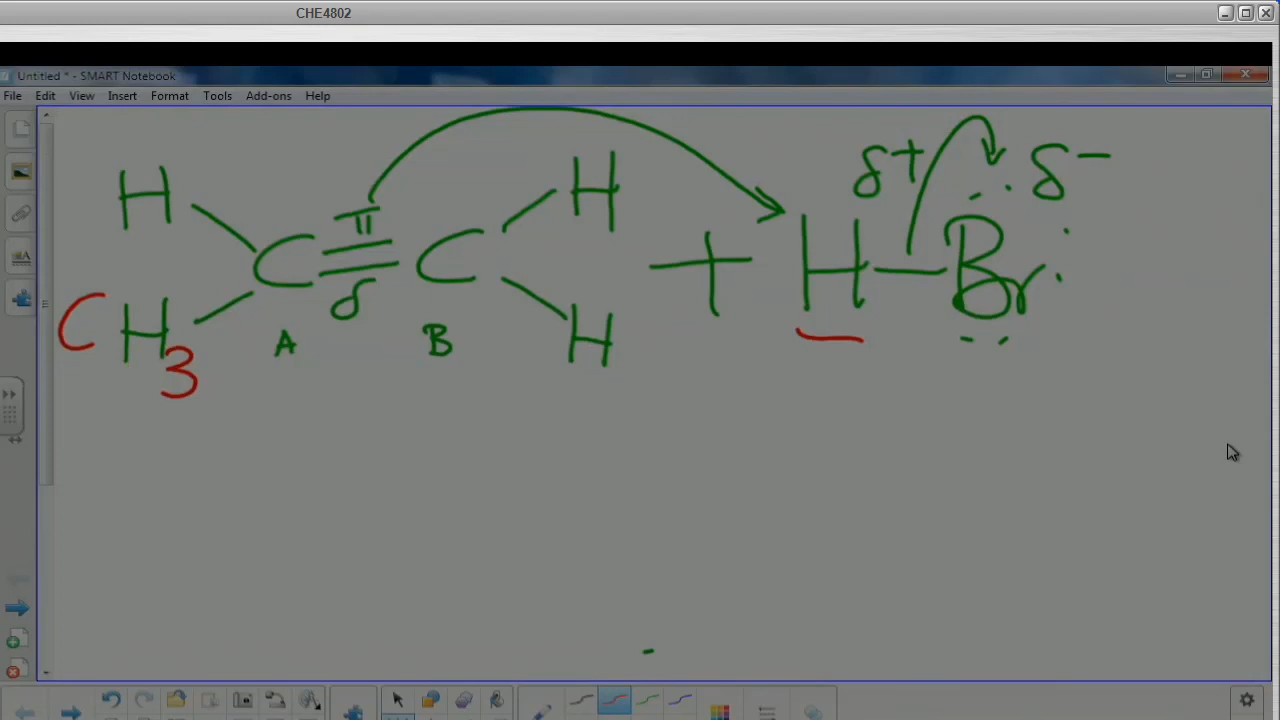 CHE4802
Untitled * - SMART Notebook
File Edit View Insert Format Tools Add-ons Help
δ+ δ−
H π H
C = C + H — Br
CH3 σ H
A B